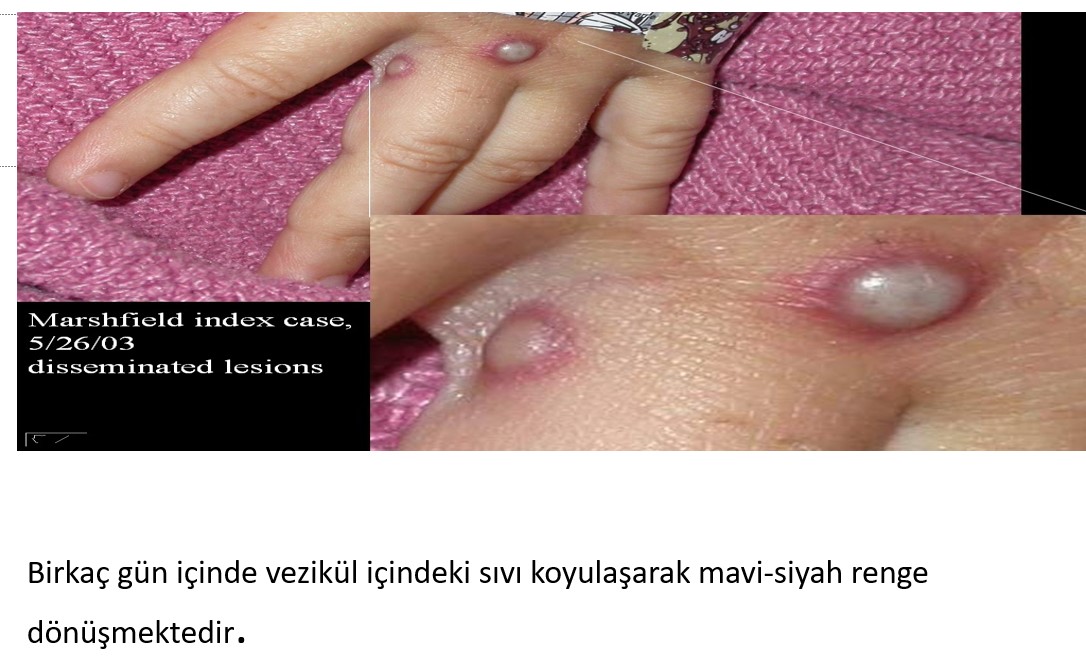 Marshfield index case,
5/26/03
disseminated lesions
Birkaç gün içinde vezikül içindeki sıvı koyulaşarak mavi-siyah renge
dönüşmektedir.